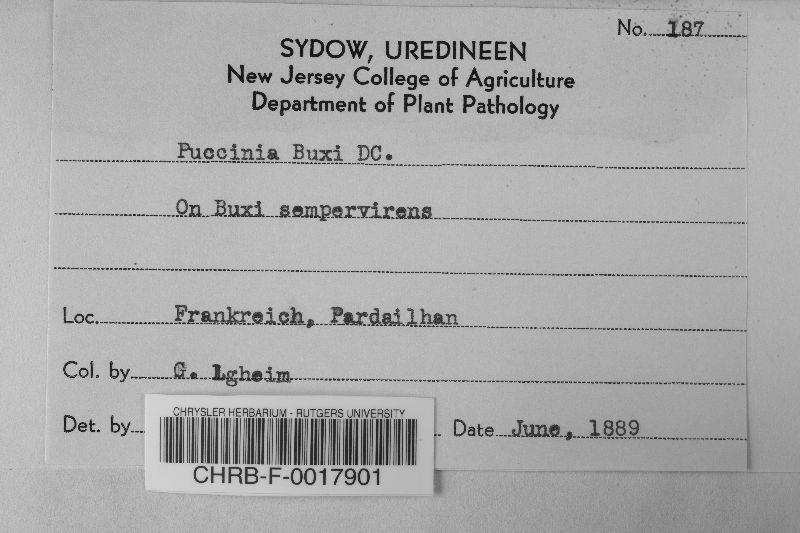 No. 187
SYDOW, UREDINEEN
New Jersey College of Agriculture
Department of Plant Pathology
Puccinia Buxi DC.
On Buxi sempervirens
Loc. Frankreich, Pardailhan
Col. by G. Lgheim
Det. by Date June, 1889
CHRYSLER HERBARIUM - RUTGERS UNIVERSITY
CHRB-F-0017901